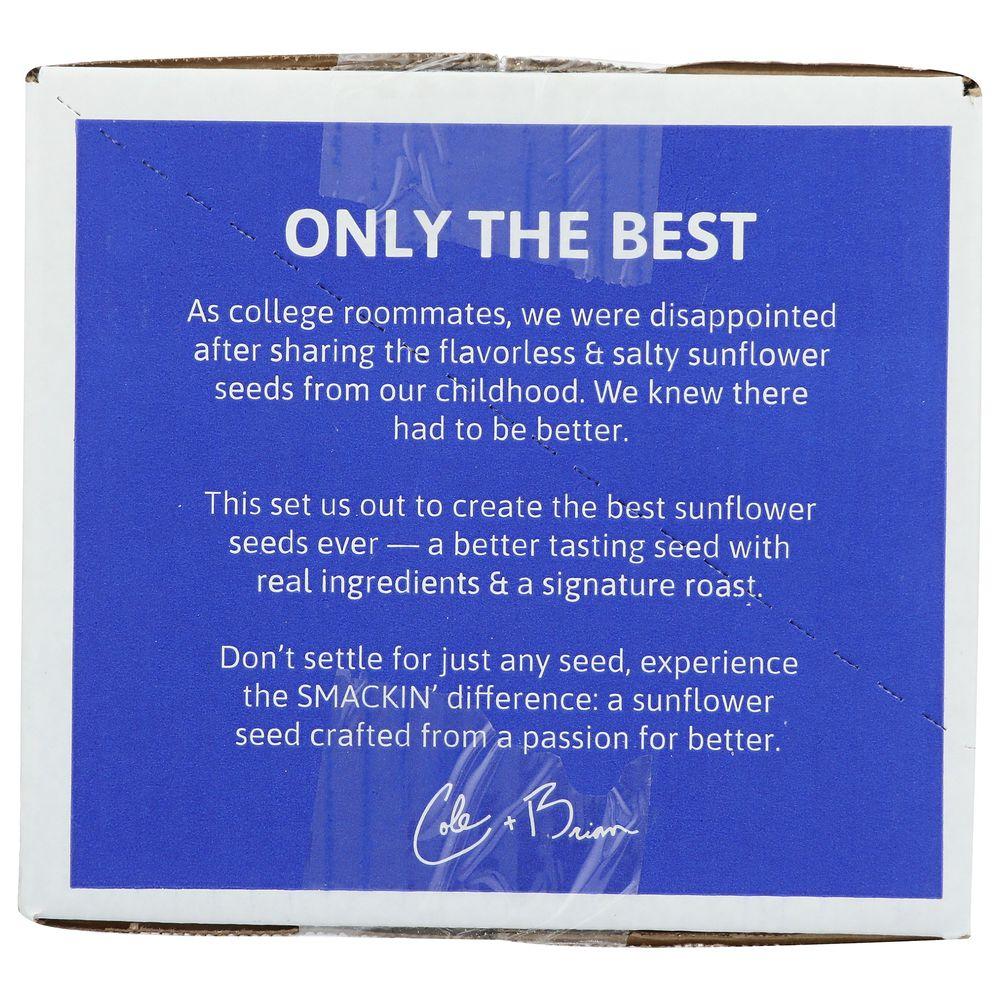 ONLY THE BEST
As college roommates, we were disappointed
after sharing the flavorless & salty sunflower
seeds from our childhood. We knew there
had to be better.
This set us out to create the best sunflower
seeds ever — a better tasting seed with
real ingredients & a signature roast.
Don't settle for just any seed, experience
the SMACKIN' difference: a sunflower
seed crafted from a passion for better.
Cole + Brian